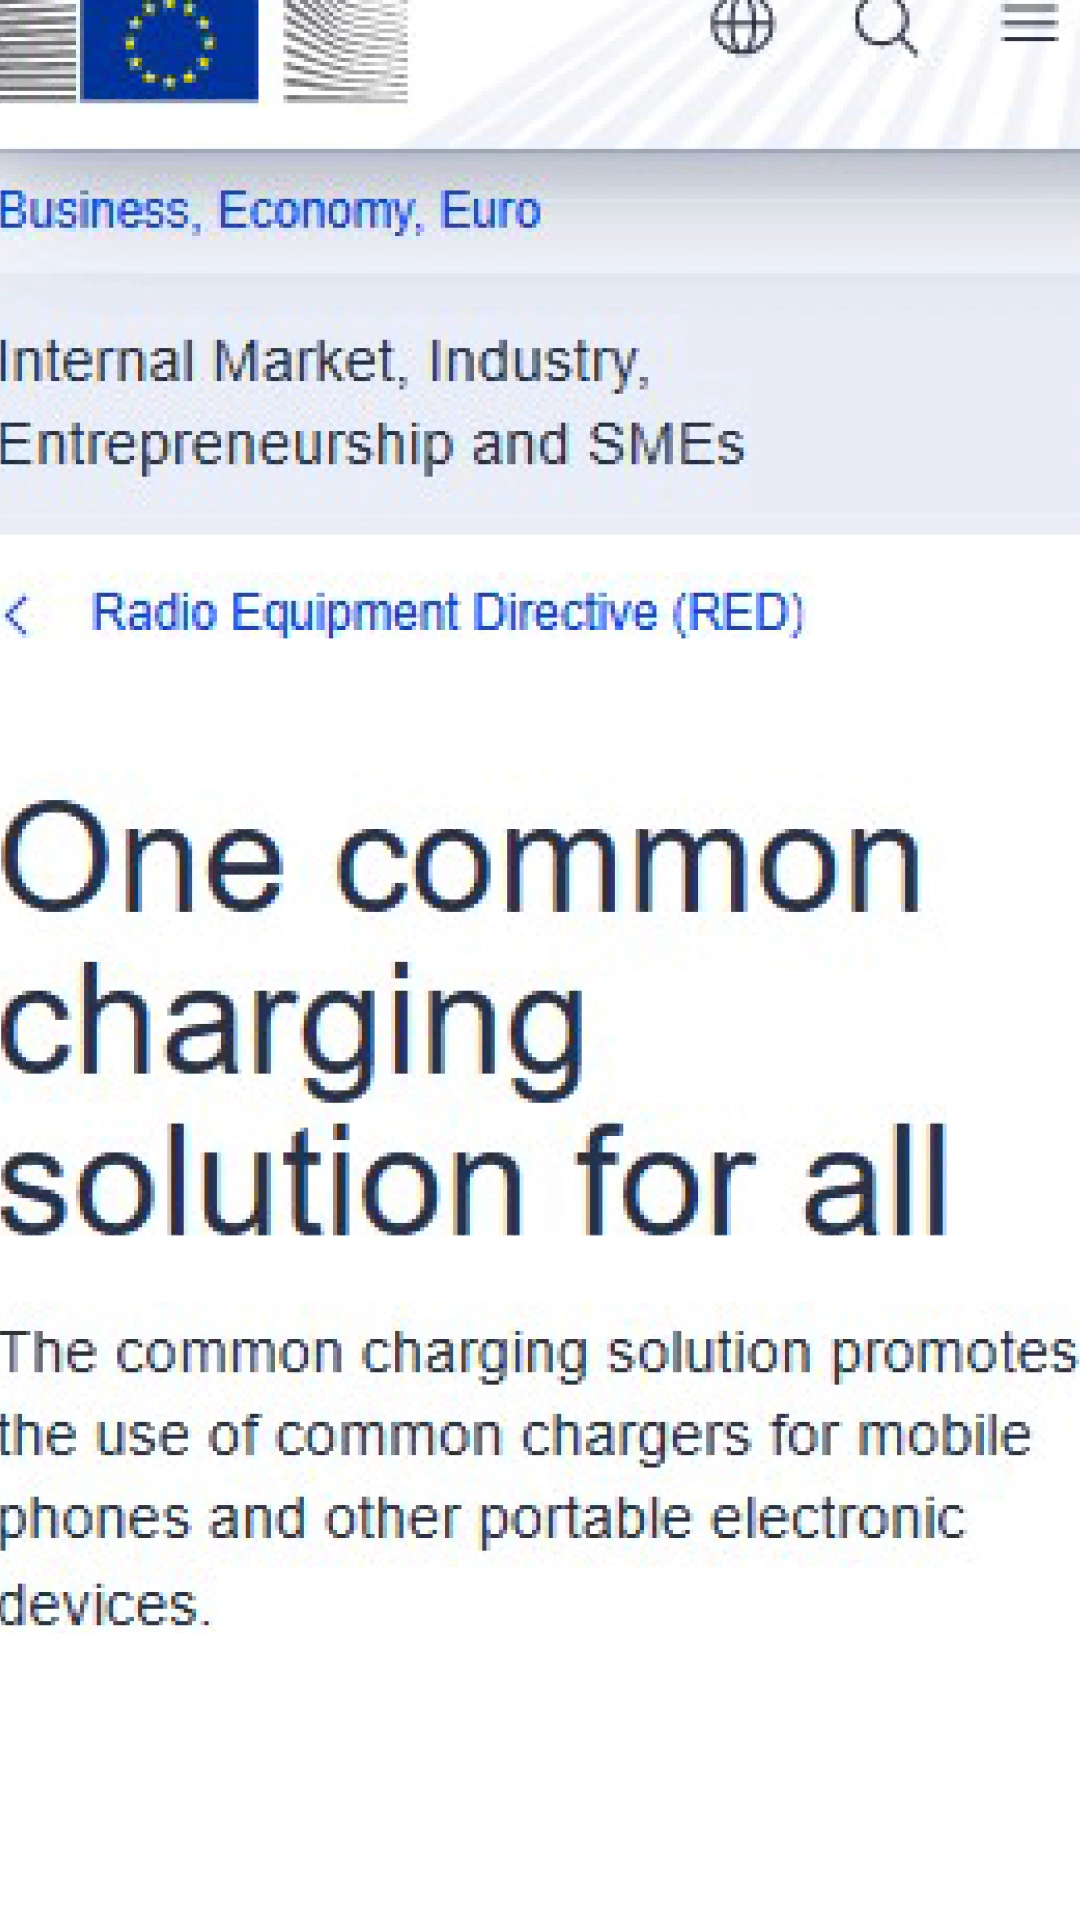 Business, Economy, Euro
Internal Market, Industry,
Entrepreneurship and SMEs
Radio Equipment Directive (RED)
One common
charging
solution for all
The common charging solution promotes
the use of common chargers for mobile
phones and other portable electronic
devices.